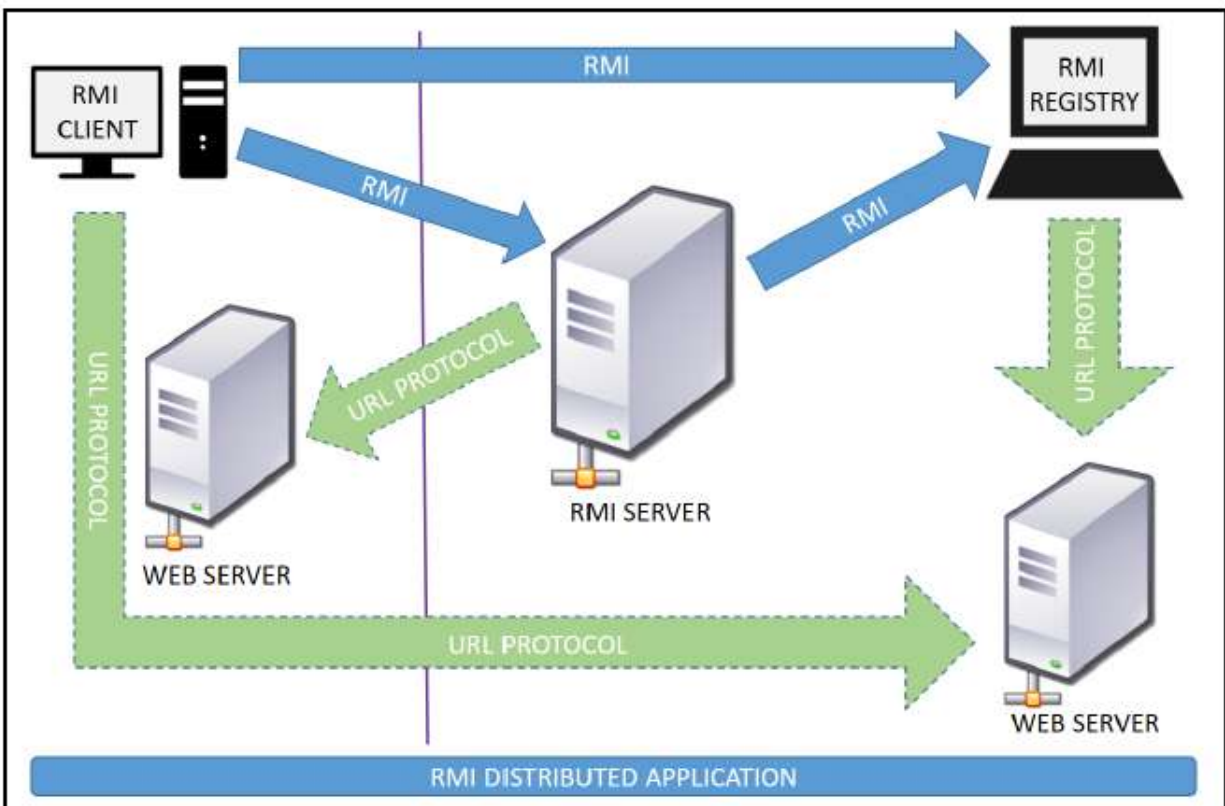 RMI
RMI
CLIENT
RMI
REGISTRY
RMI
RMI
URL PROTOCOL
URL PROTOCOL
URL PROTOCOL
RMI SERVER
WEB SERVER
URL PROTOCOL
WEB SERVER
RMI DISTRIBUTED APPLICATION